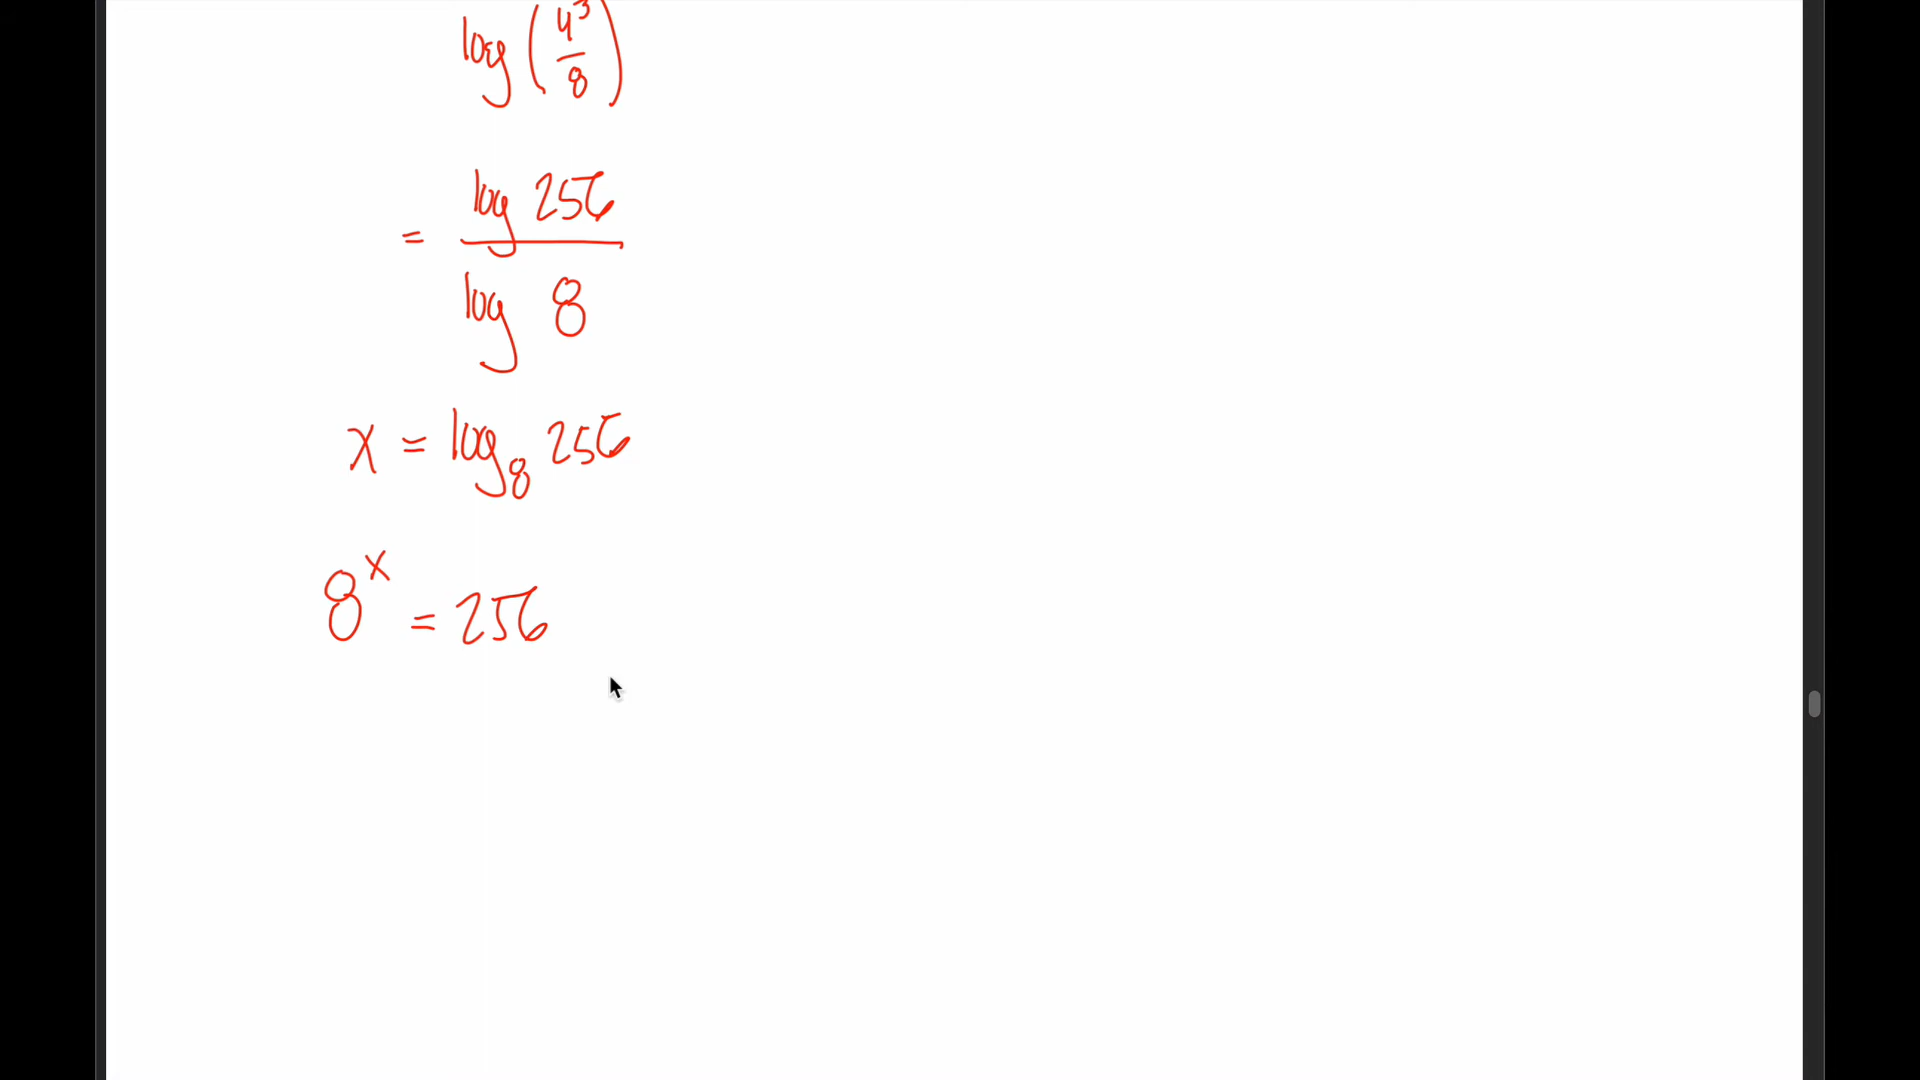 log (4³/8)
= log 256 / log 8
x = log₈ 256
8ˣ = 256